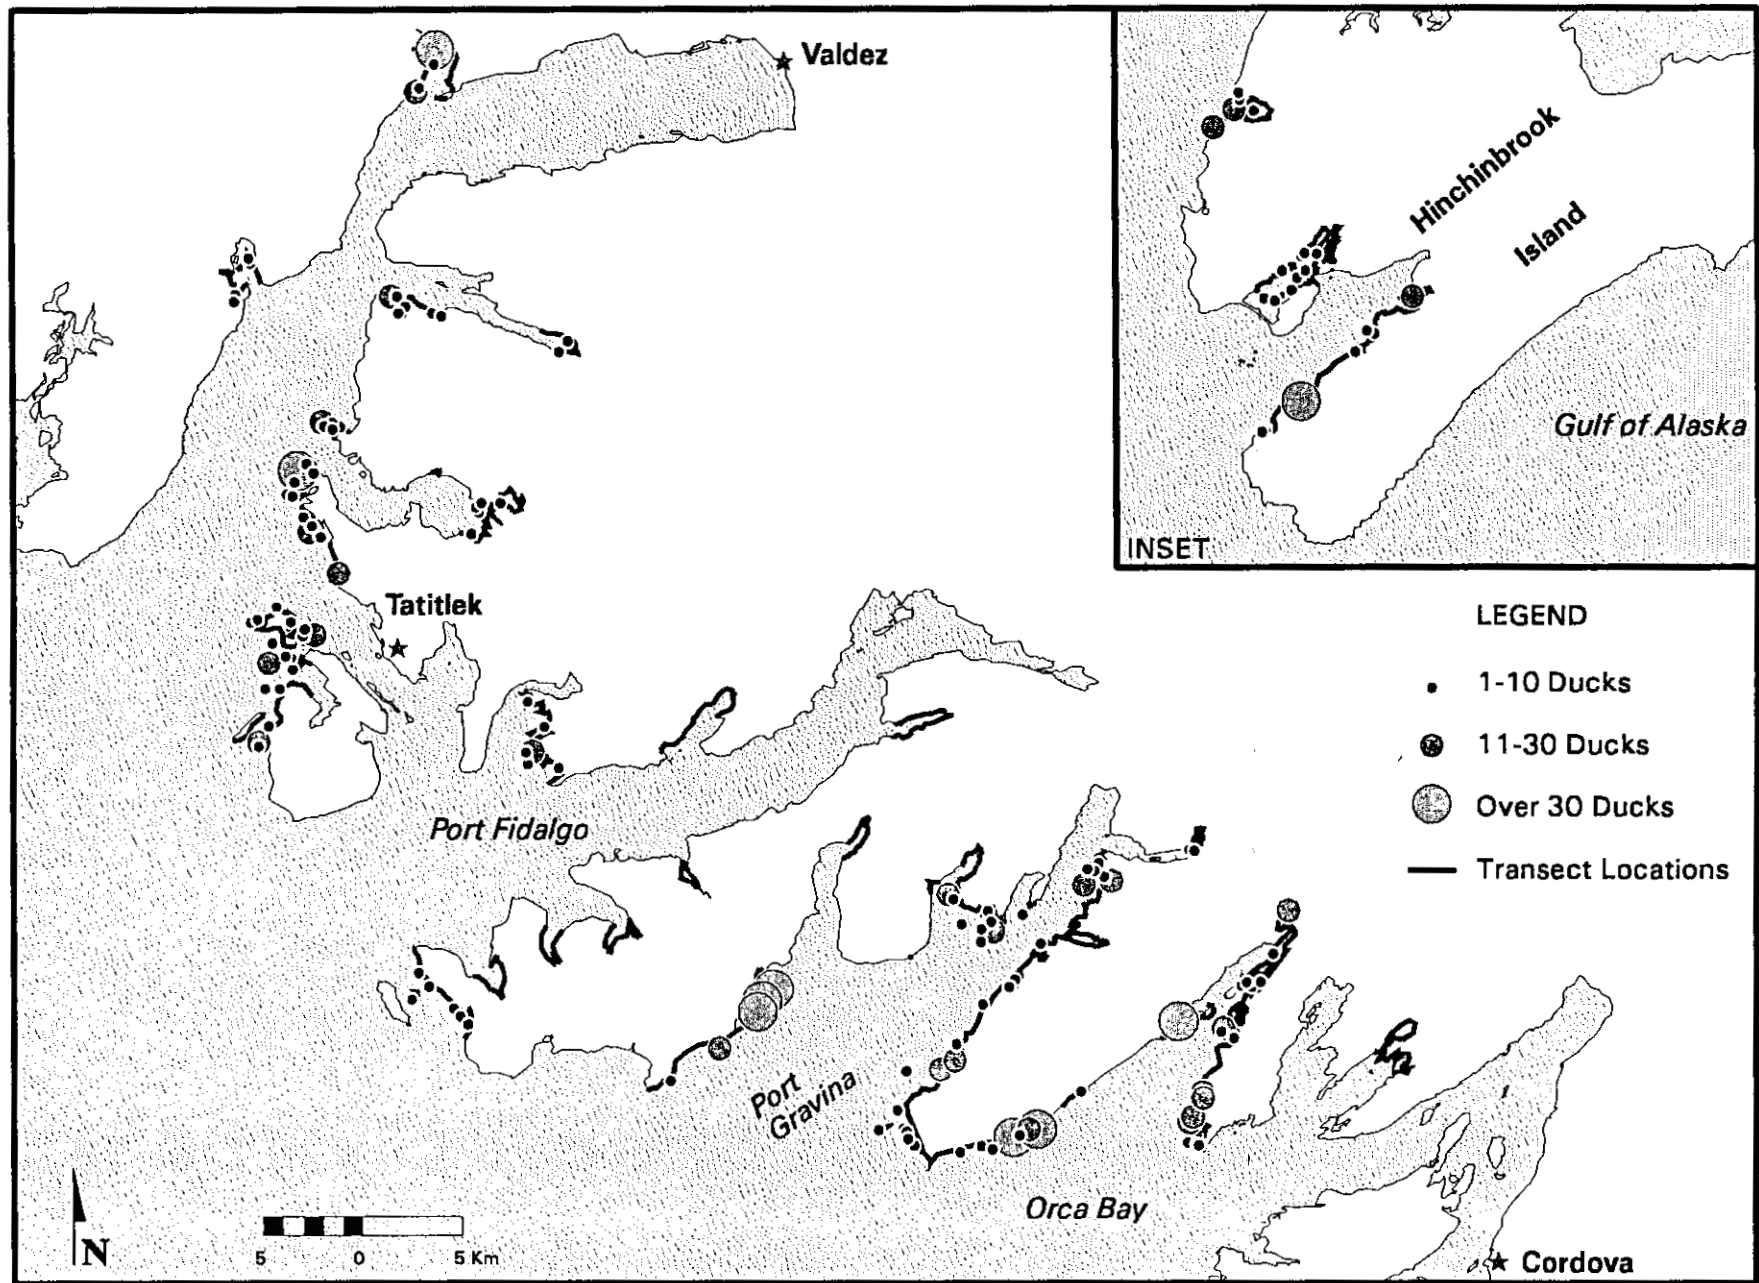 Valdez
Hinchinbrook
Island
Gulf of Alaska
INSET
Tatitlek
LEGEND
1-10 Ducks
11-30 Ducks
Over 30 Ducks
Transect Locations
Port Fidalgo
Port
Gravina
Orca Bay
N
5 0 5 Km
Cordova